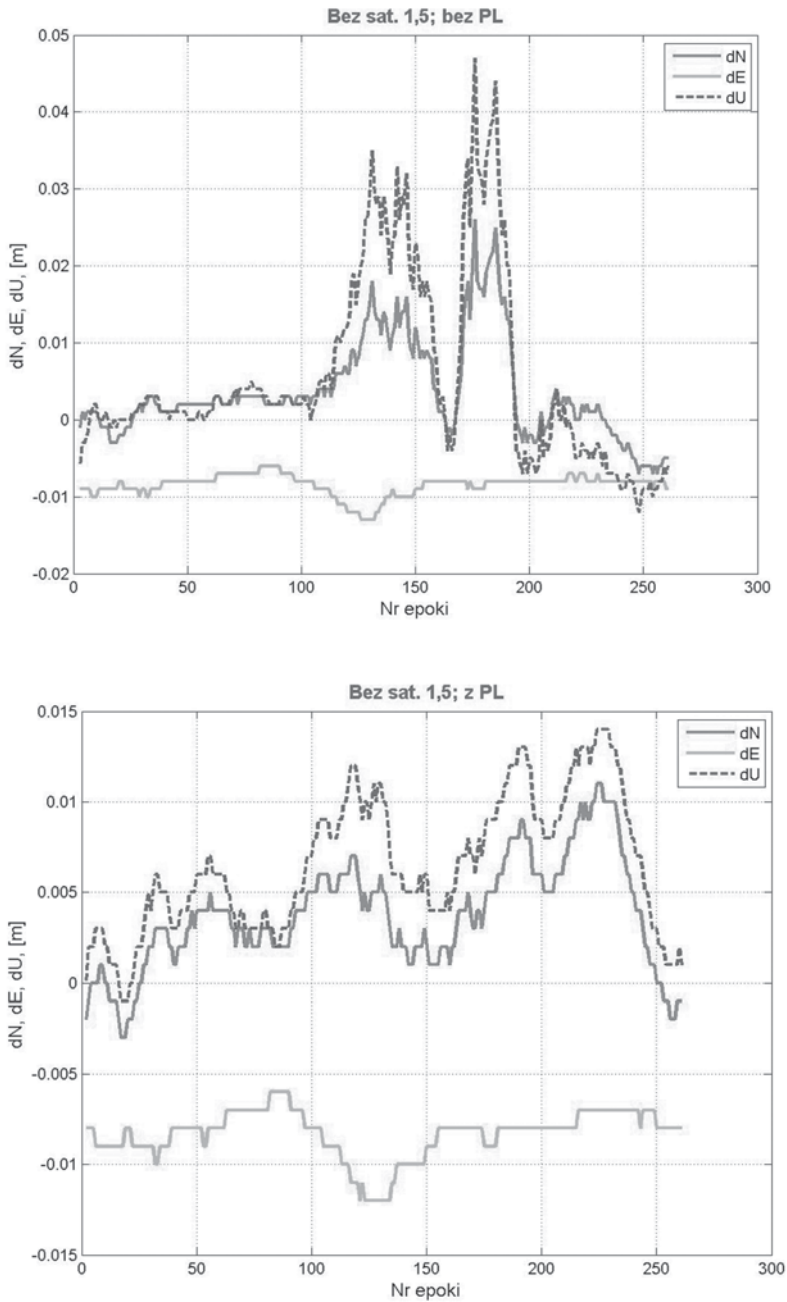 Bez sat. 1,5; bez PL
0.05
0.04
0.03
0.02
0.01
0
-0.01
-0.02
dN, dE, dU, [m]
dN
dE
dU
0
50
100
150
200
250
300
Nr epoki
Bez sat. 1,5; z PL
0.015
0.01
0.005
0
-0.005
-0.01
-0.015
dN, dE, dU, [m]
dN
dE
dU
0
50
100
150
200
250
300
Nr epoki